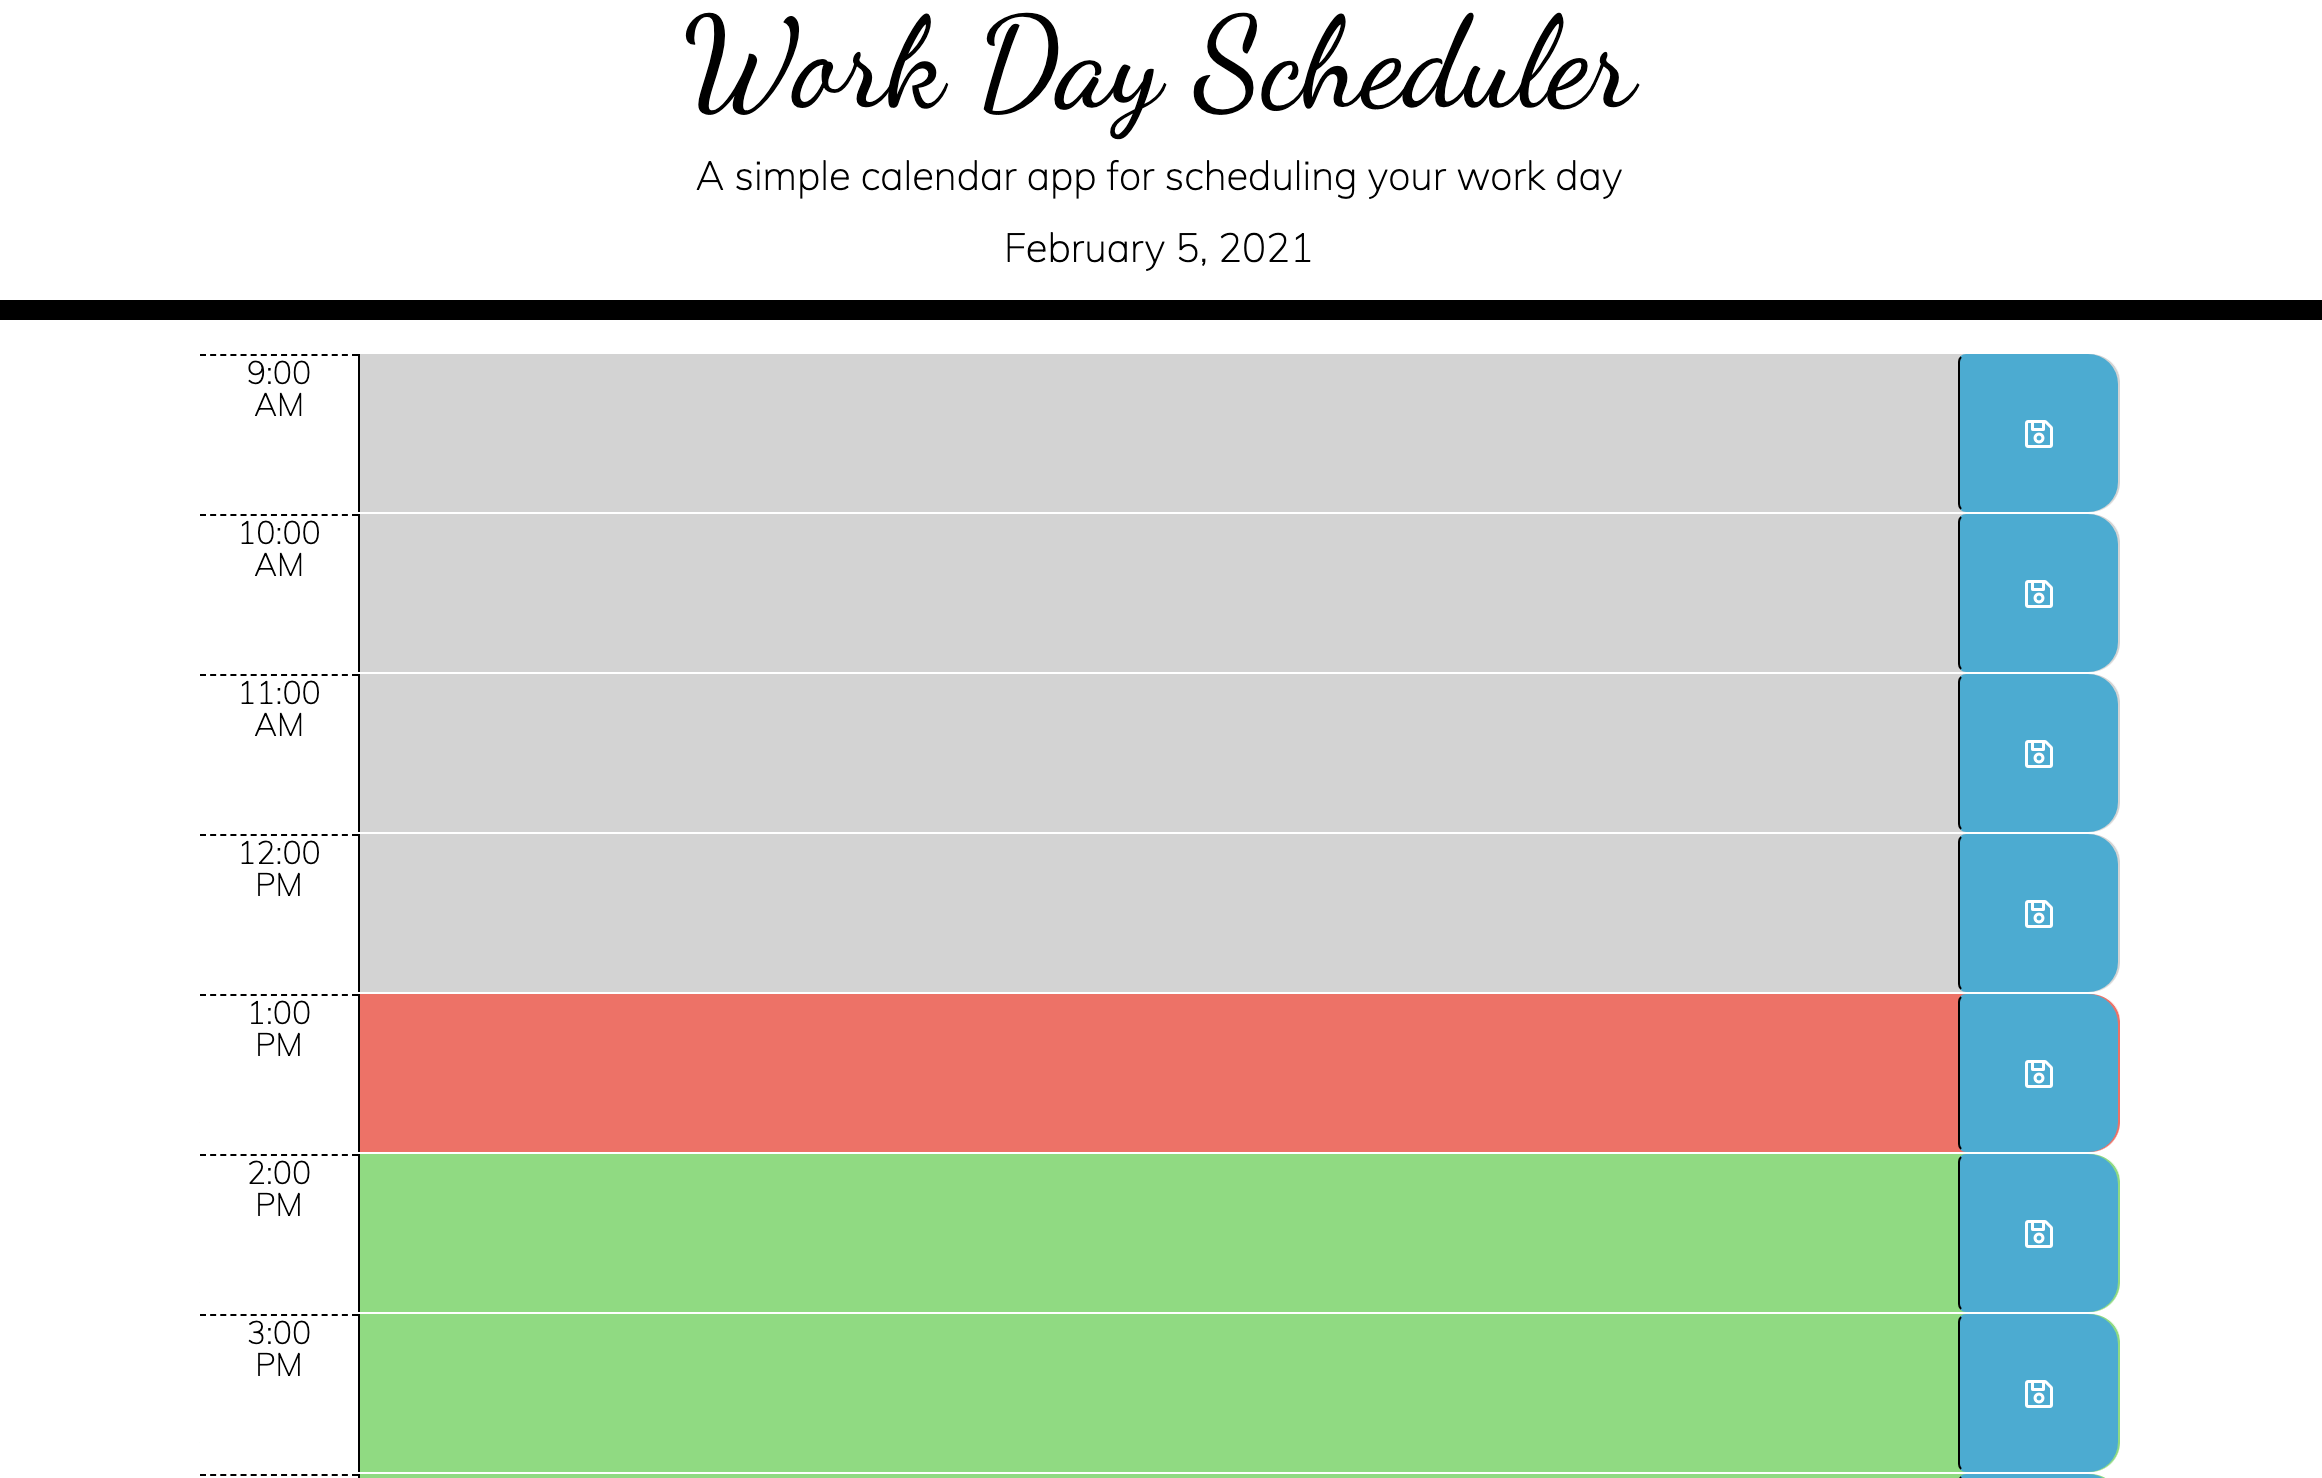 Work Day Scheduler
A simple calendar app for scheduling your work day
February 5, 2021
9:00
AM
10:00
AM
11:00
AM
12:00
PM
1:00
PM
2:00
PM
3:00
PM